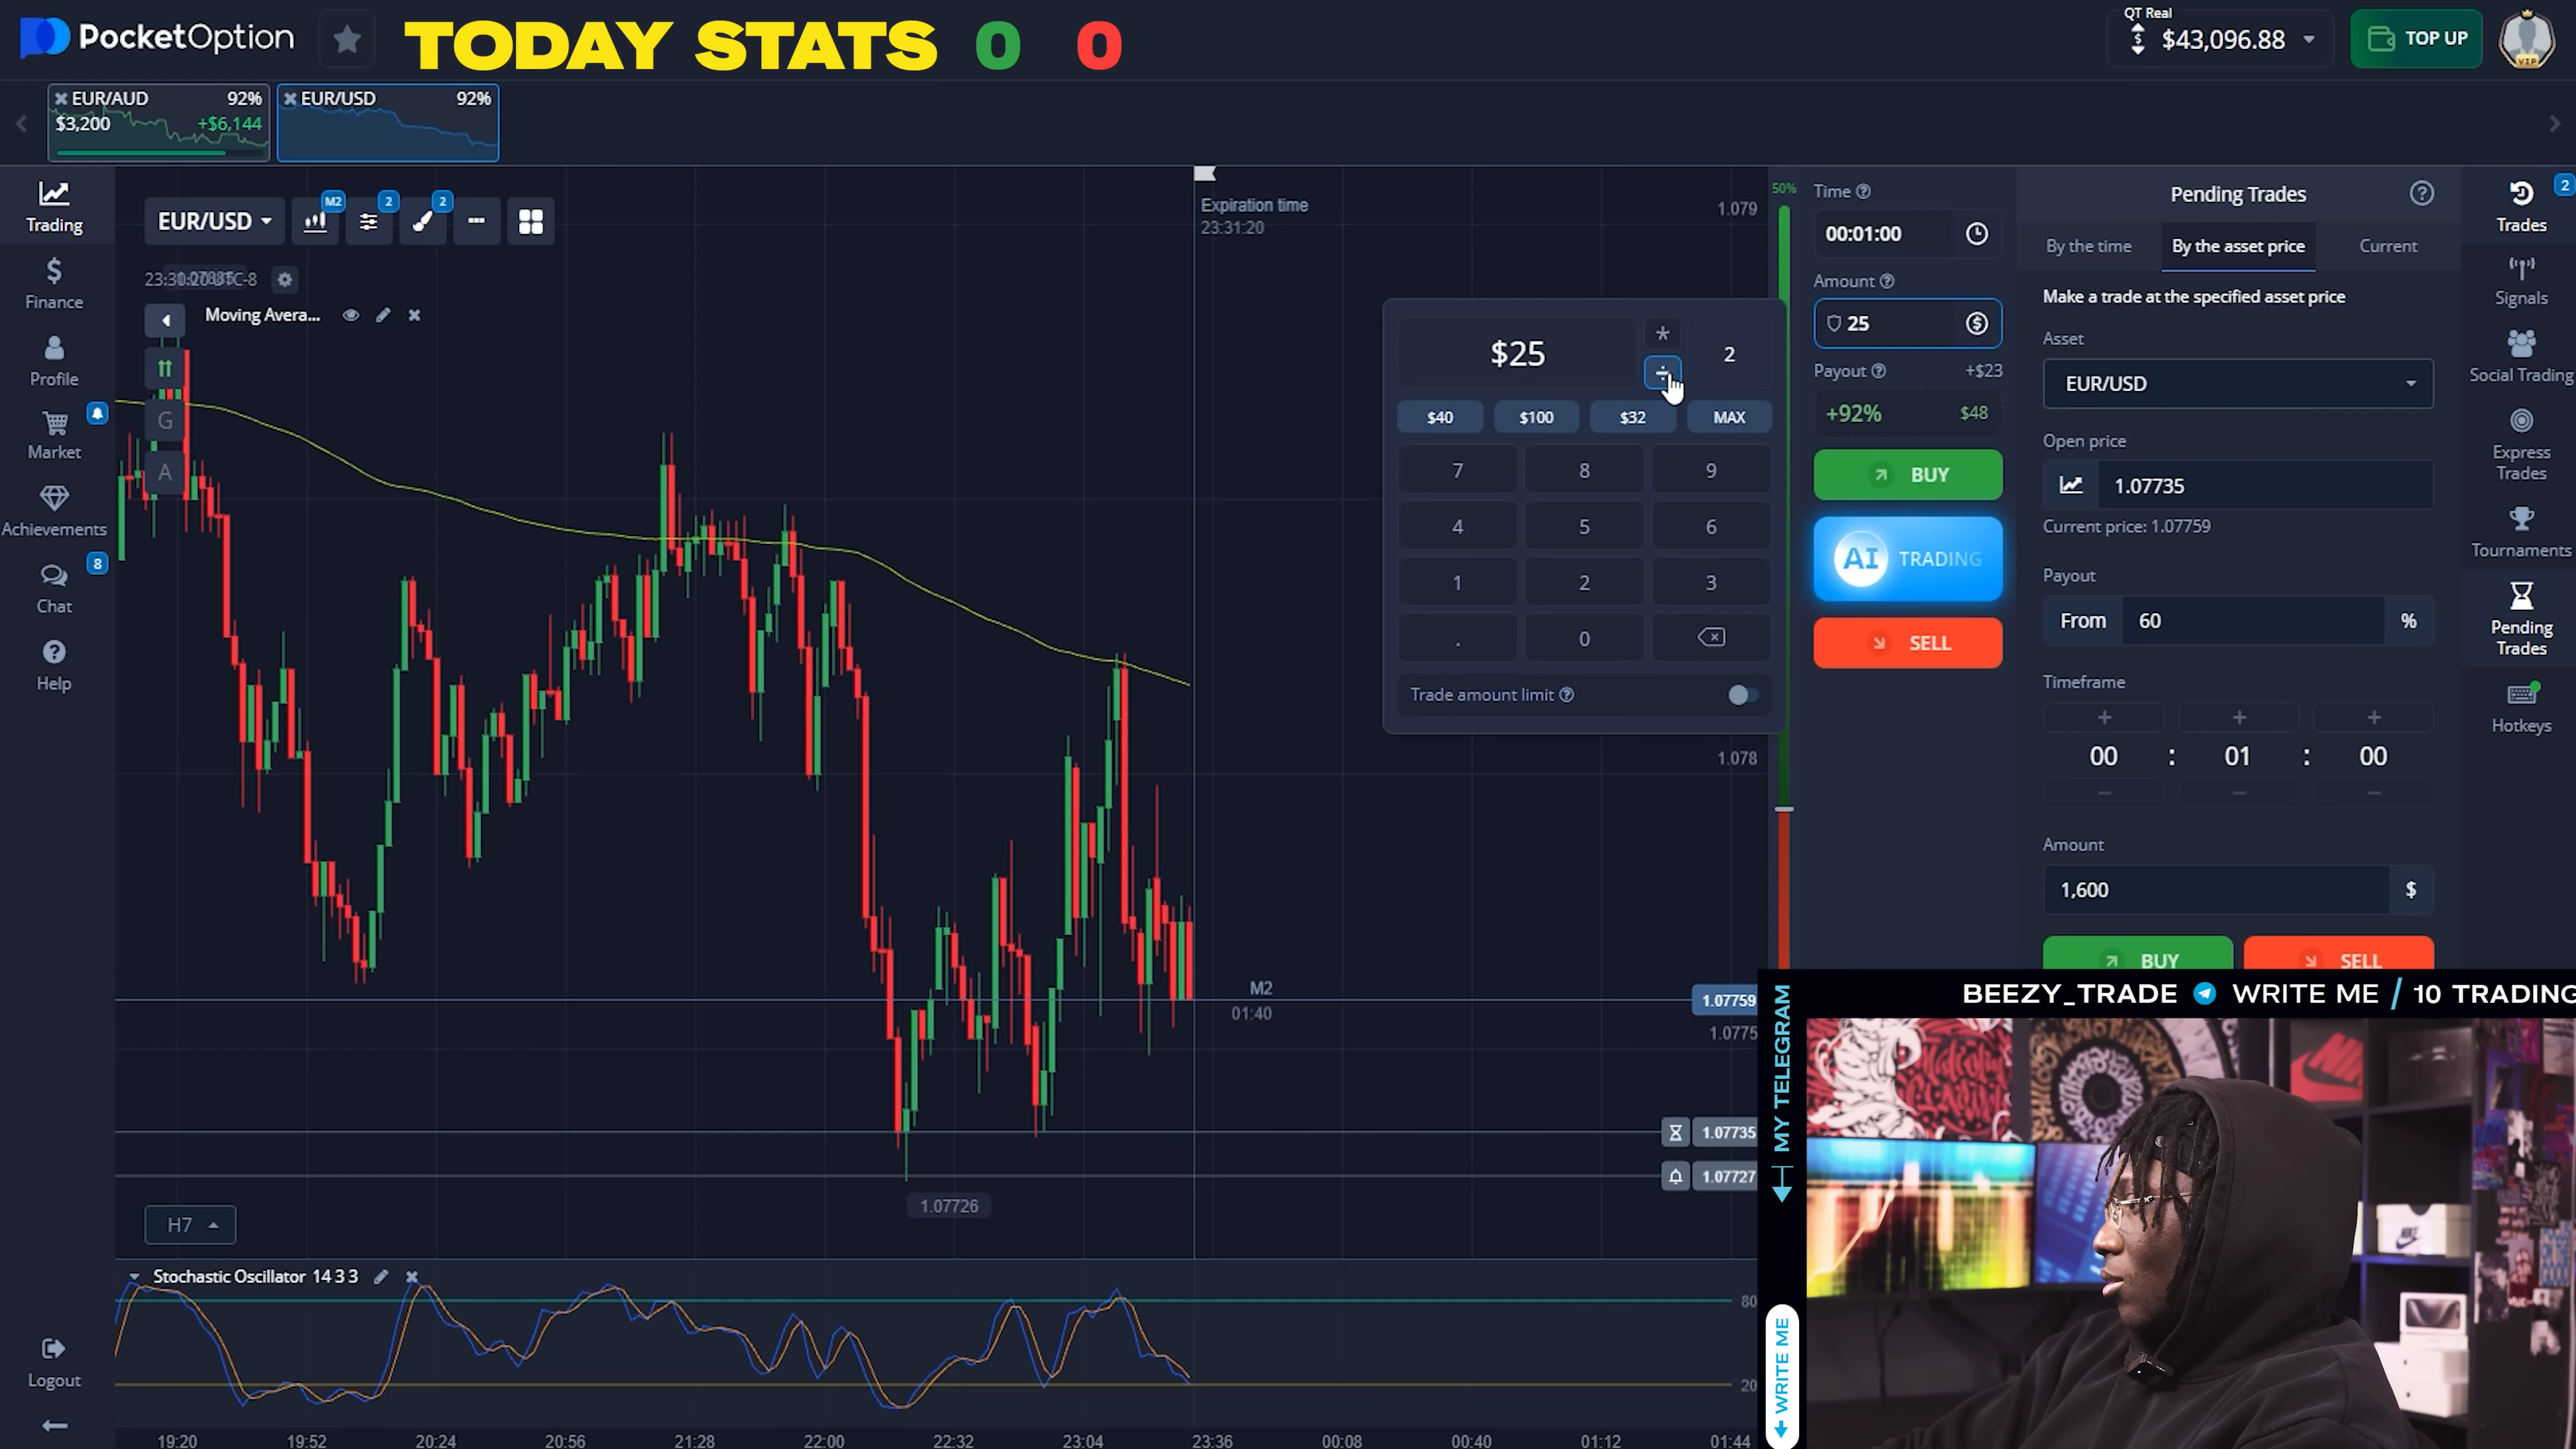 PocketOption
TODAY STATS 0 0
QT Real
$43,096.88
TOP UP
VIP
EUR/AUD 92%
$3,200 +$6,144
EUR/USD 92%
Trading
Finance
Profile
Market
Achievements
8
Chat
Help
Logout
EUR/USD
M2
2
2
Moving Avera...
G
A
H7
Expiration time
23:31:20
1.079
1.078
M2
01:40
1.07759
1.0775
1.07735
1.07727
1.07726
$25
*
÷
2
$40 $100 $32 MAX
7 8 9
4 5 6
1 2 3
. 0
Trade amount limit
50%
Time
00:01:00
Amount
25
Payout +$23
+92% $48
BUY
AI TRADING
SELL
Pending Trades
By the time By the asset price Current
Make a trade at the specified asset price
Asset
EUR/USD
Open price
1.07735
Current price: 1.07759
Payout
From 60 %
Timeframe
+ + +
00 : 01 : 00
Amount
1,600 $
BUY SELL
2
Trades
Signals
Social Trading
Express
Trades
Tournaments
Pending
Trades
Hotkeys
Stochastic Oscillator 14 3 3
80
20
19:20 19:52 20:24 20:56 21:28 22:00 22:32 23:04 23:36 00:08 00:40 01:12 01:44
BEEZY_TRADE WRITE ME / 10 TRADING
MY TELEGRAM
WRITE ME